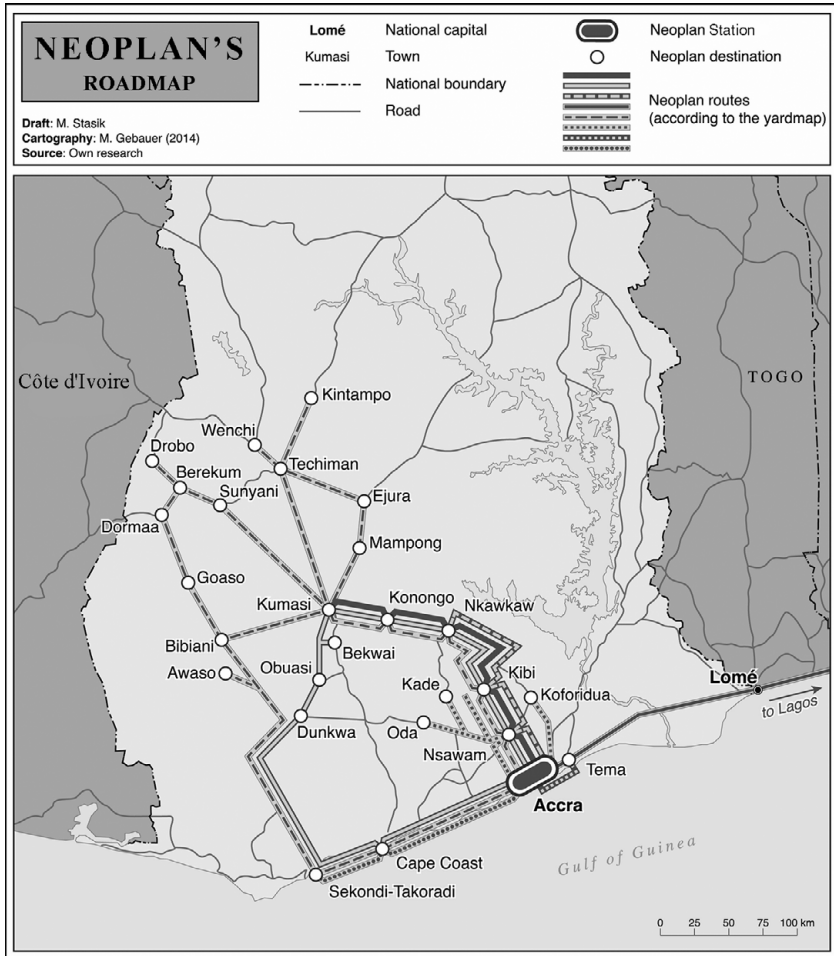 NEOPLAN'S
ROADMAP
Draft: M. Stasik
Cartography: M. Gebauer (2014)
Source: Own research
Lomé National capital
Kumasi Town
National boundary
Road
Neoplan Station
Neoplan destination
Neoplan routes
(according to the yardmap)
Côte d'Ivoire
TOGO
Kintampo
Wenchi
Drobo
Techiman
Berekum
Sunyani
Ejura
Dormaa
Mampong
Goaso
Kumasi
Konongo
Nkawkaw
Bibiani
Bekwai
Awaso
Obuasi
Kibi
Kade
Koforidua
Lomé
to Lagos
Dunkwa
Oda
Nsawam
Tema
Accra
Cape Coast
Gulf of Guinea
Sekondi-Takoradi
0 25 50 75 100 km